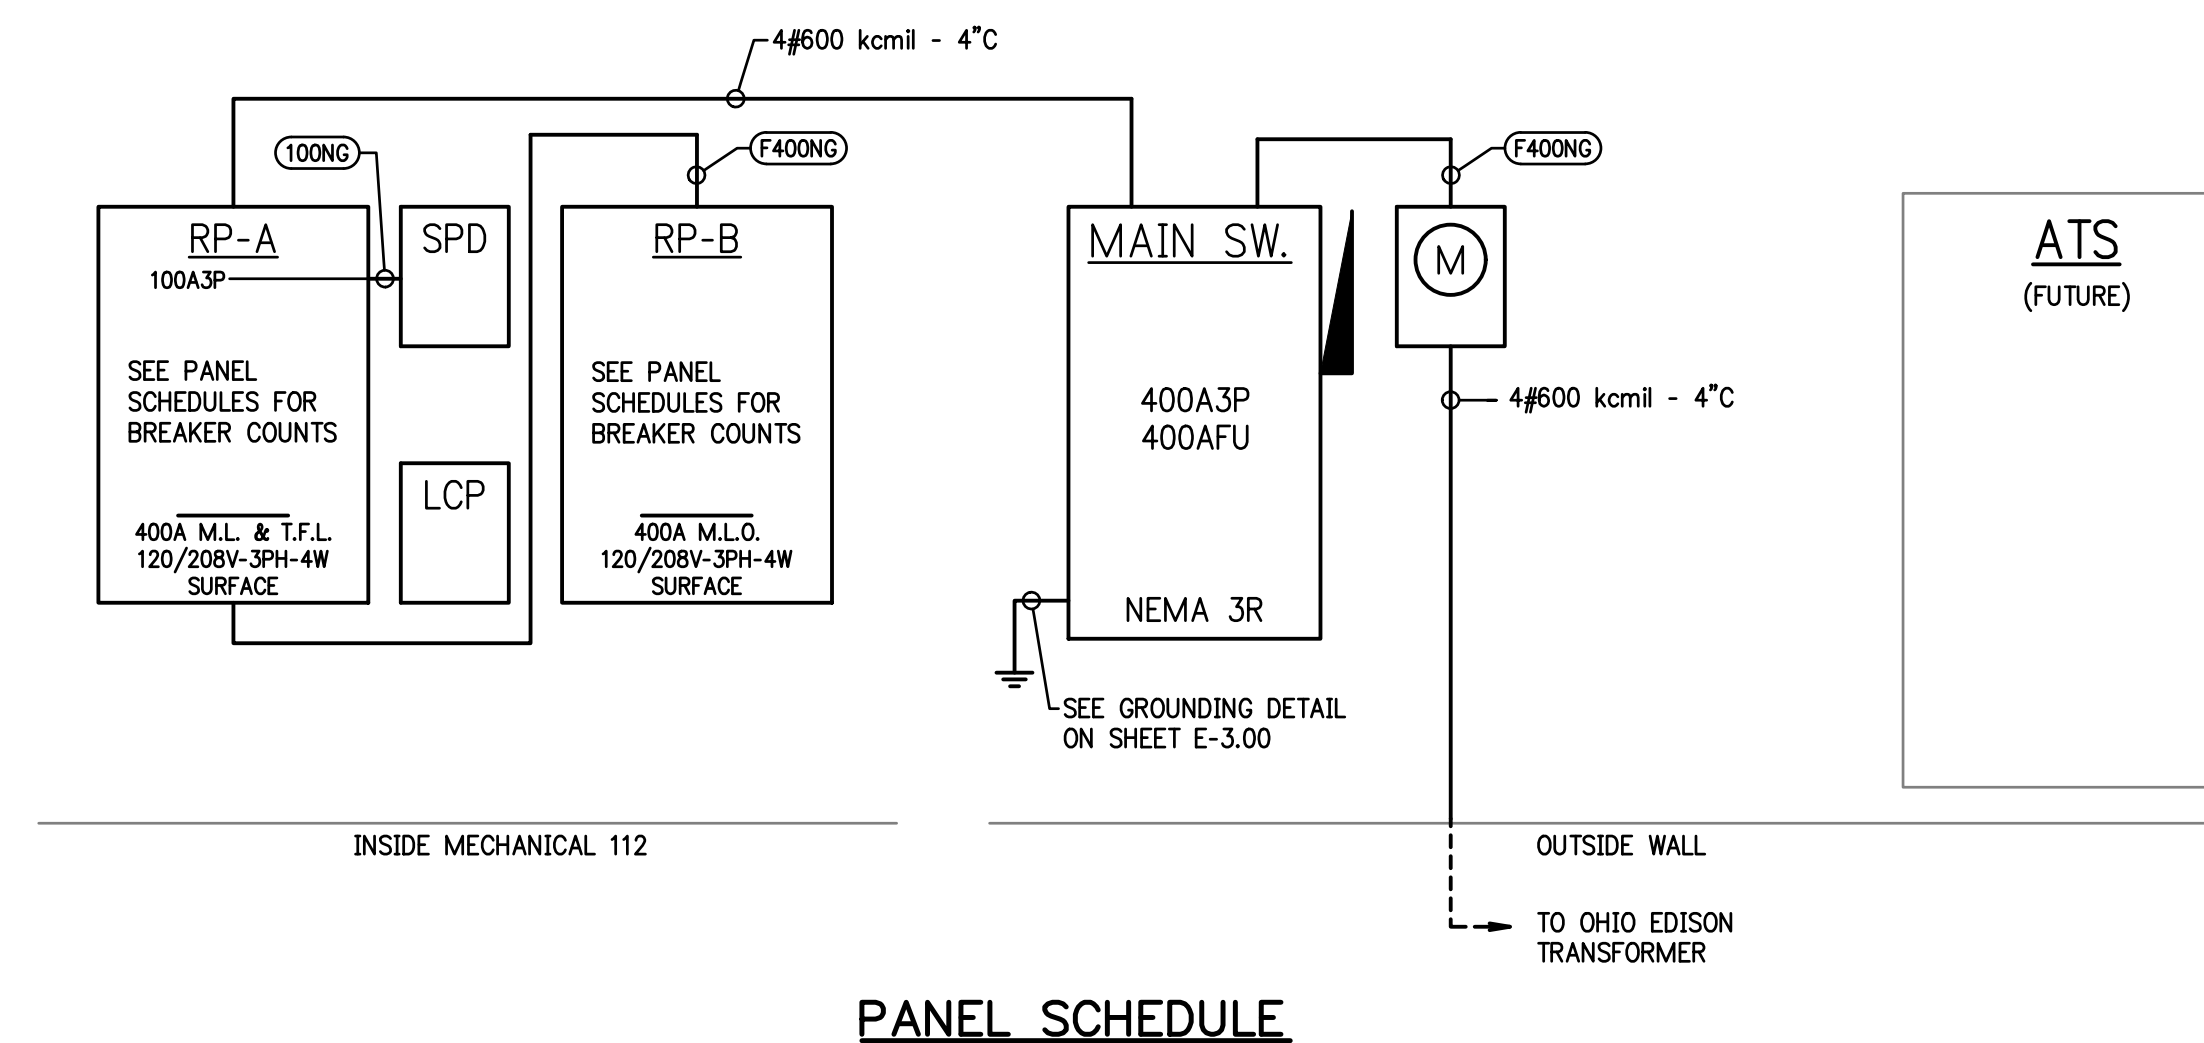 4#600 kcmil - 4"C
100NG
F400NG
F400NG
RP-A
100A3P
SEE PANEL
SCHEDULES FOR
BREAKER COUNTS
400A M.L. & T.F.L.
120/208V-3PH-4W
SURFACE
SPD
LCP
RP-B
SEE PANEL
SCHEDULES FOR
BREAKER COUNTS
400A M.L.O.
120/208V-3PH-4W
SURFACE
MAIN SW.
400A3P
400AFU
NEMA 3R
SEE GROUNDING DETAIL
ON SHEET E-3.00
M
4#600 kcmil - 4"C
ATS
(FUTURE)
INSIDE MECHANICAL 112
OUTSIDE WALL
TO OHIO EDISON
TRANSFORMER
PANEL SCHEDULE